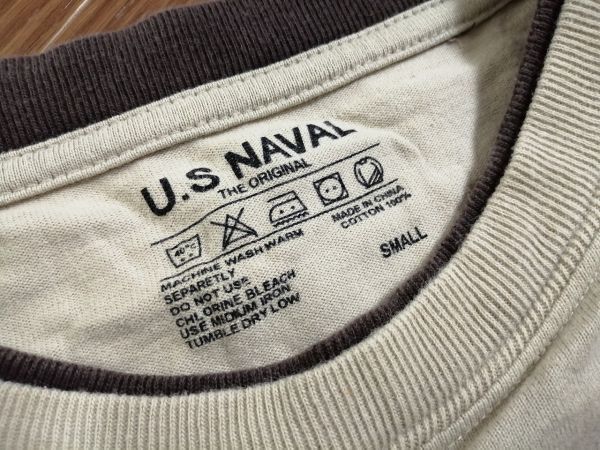 U.S NAVAL
THE ORIGINAL
40°C
MACHINE WASH WARM
SEPARETLY
DO NOT USE
CHLORINE BLEACH
USE MIDIUM IRON
TUMBLE DRY LOW
MADE IN CHINA
COTTON 100%
SMALL